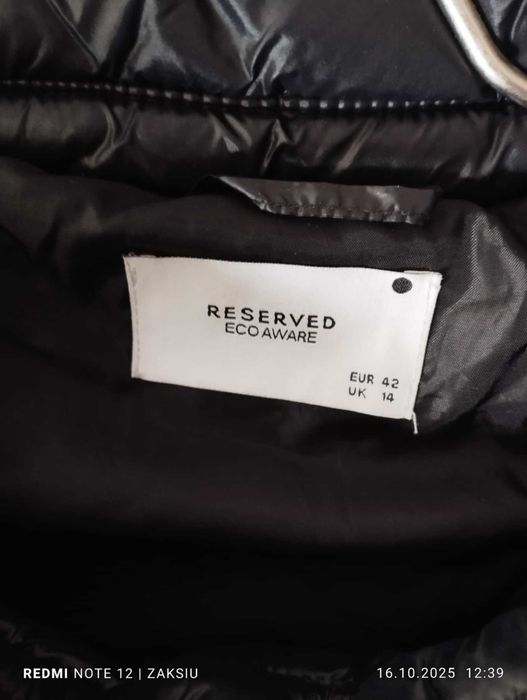 RESERVED
ECO AWARE
EUR 42
UK 14
REDMI NOTE 12 | ZAKSIU
16.10.2025 12:39